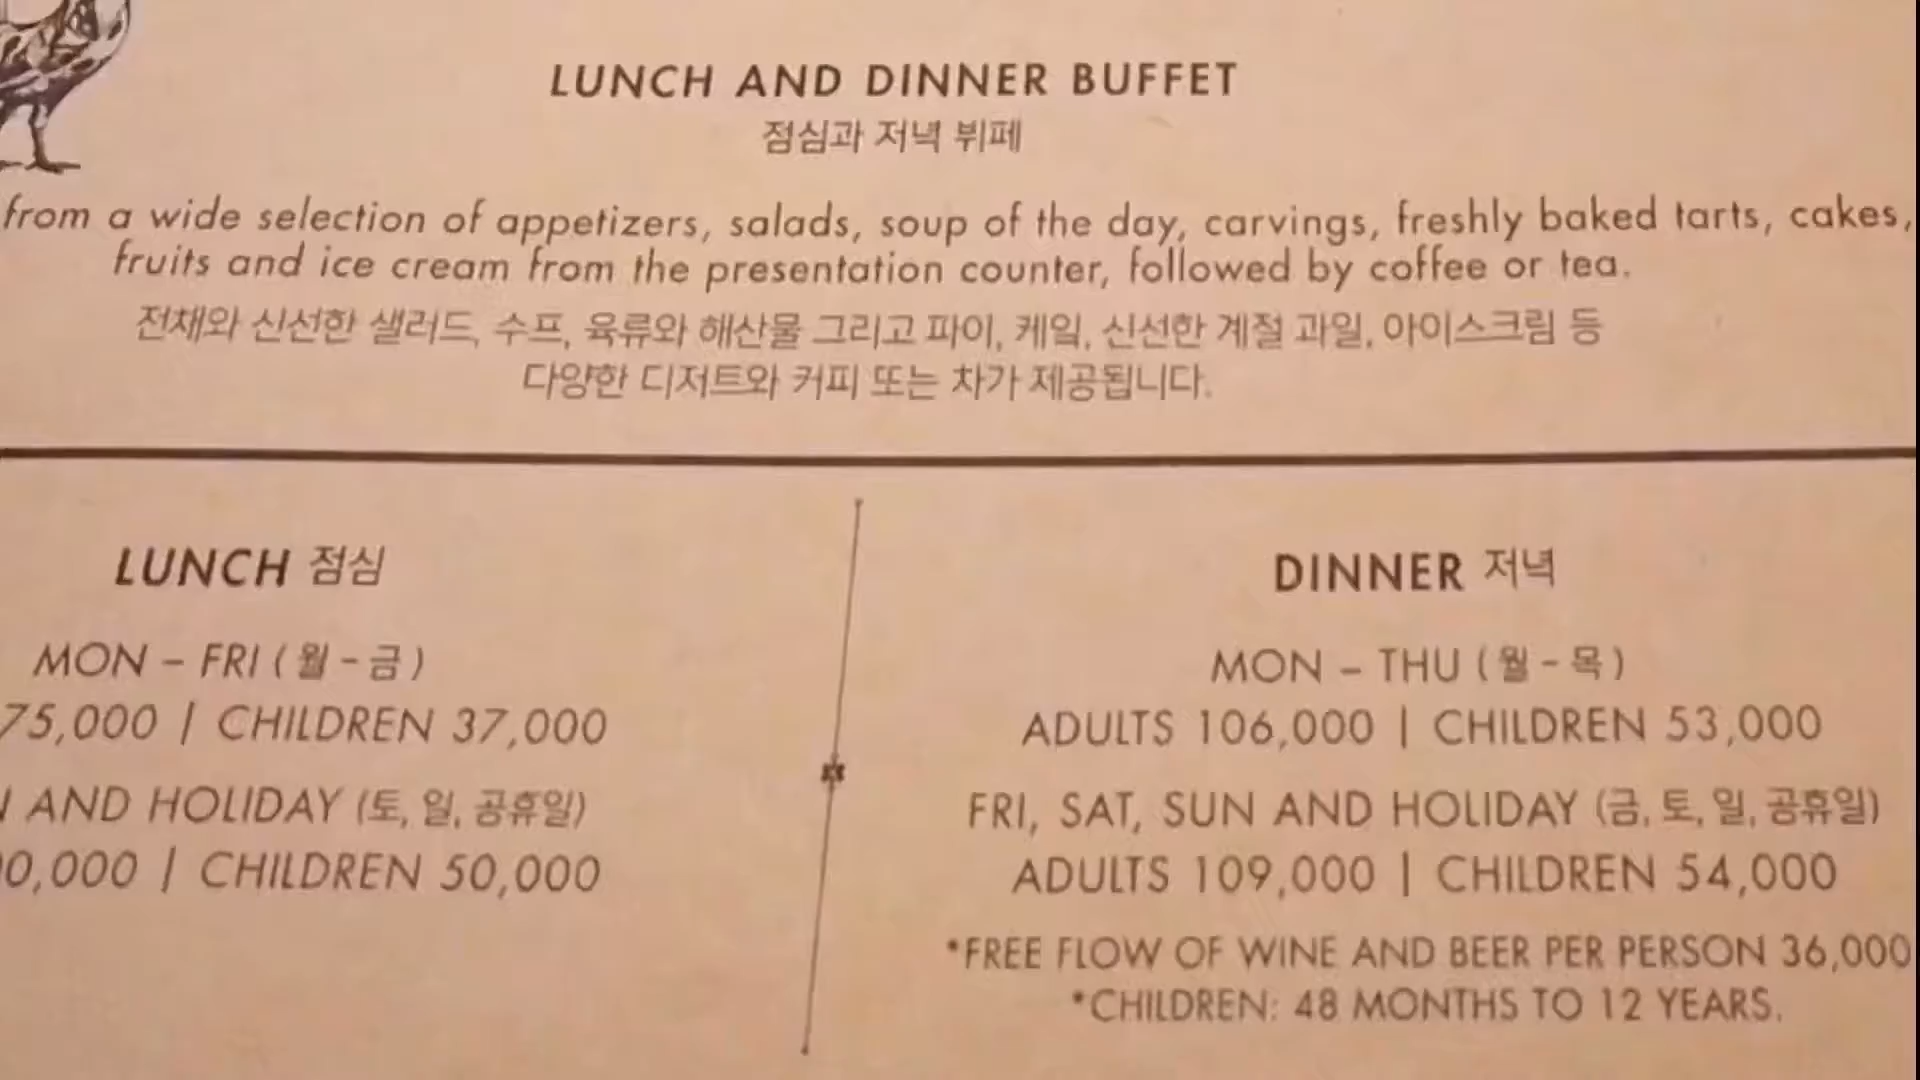 LUNCH AND DINNER BUFFET
점심과 저녁 뷔페
from a wide selection of appetizers, salads, soup of the day, carvings, freshly baked tarts, cakes,
fruits and ice cream from the presentation counter, followed by coffee or tea.
전채와 신선한 샐러드, 수프, 육류와 해산물 그리고 파이, 케잌, 신선한 계절 과일, 아이스크림 등
다양한 디저트와 커피 또는 차가 제공됩니다.
LUNCH 점심
MON – FRI (월-금)
75,000 | CHILDREN 37,000
AND HOLIDAY (토, 일, 공휴일)
0,000 | CHILDREN 50,000
DINNER 저녁
MON – THU (월-목)
ADULTS 106,000 | CHILDREN 53,000
FRI, SAT, SUN AND HOLIDAY (금, 토, 일, 공휴일)
ADULTS 109,000 | CHILDREN 54,000
*FREE FLOW OF WINE AND BEER PER PERSON 36,000
*CHILDREN: 48 MONTHS TO 12 YEARS.